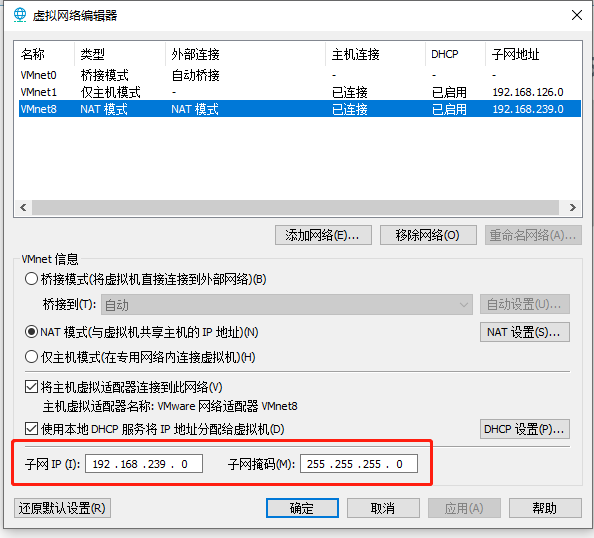 虚拟网络编辑器
名称 类型 外部连接 主机连接 DHCP 子网地址
VMnet0 桥接模式 自动桥接 - - -
VMnet1 仅主机模式 - 已连接 已启用 192.168.126.0
VMnet8 NAT 模式 NAT 模式 已连接 已启用 192.168.239.0
添加网络(E)... 移除网络(O) 重命名网络(A)...
VMnet 信息
桥接模式(将虚拟机直接连接到外部网络)(B)
桥接到(T): 自动 自动设置(U)...
NAT 模式(与虚拟机共享主机的 IP 地址)(N) NAT 设置(S)...
仅主机模式(在专用网络内连接虚拟机)(H)
将主机虚拟适配器连接到此网络(V)
主机虚拟适配器名称: VMware 网络适配器 VMnet8
使用本地 DHCP 服务将 IP 地址分配给虚拟机(D) DHCP 设置(P)...
子网 IP (I): 192 .168 .239 . 0 子网掩码(M): 255 .255 .255 . 0
还原默认设置(R) 确定 取消 应用(A) 帮助